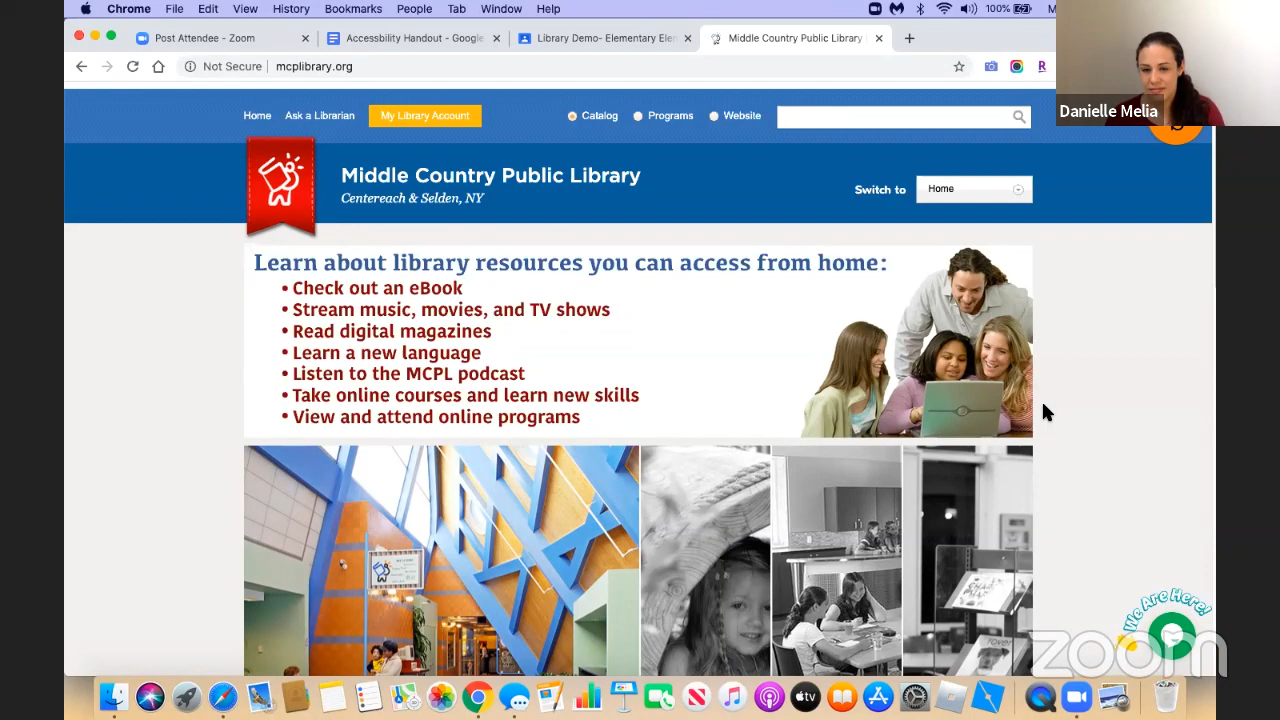 Chrome File Edit View History Bookmarks People Tab Window Help 100% M
Post Attendee - Zoom
Accessbility Handout - Google
Library Demo- Elementary Elen
Middle Country Public Library
Not Secure mcplibrary.org
R
Danielle Melia
Home Ask a Librarian My Library Account Catalog Programs Website
Middle Country Public Library
Centereach & Selden, NY
Switch to Home
Learn about library resources you can access from home:
• Check out an eBook
• Stream music, movies, and TV shows
• Read digital magazines
• Learn a new language
• Listen to the MCPL podcast
• Take online courses and learn new skills
• View and attend online programs
We Are Here!
zoom
tv